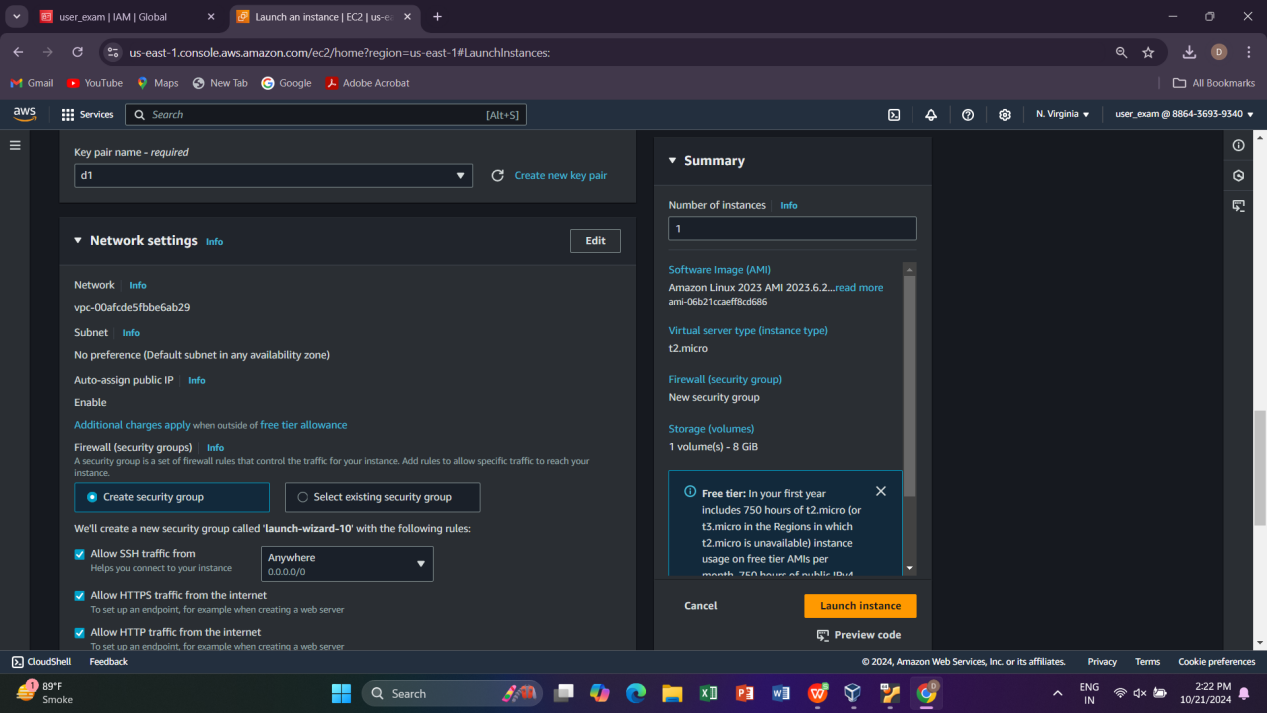 user_exam | IAM | Global
Launch an instance | EC2 | us-ea
us-east-1.console.aws.amazon.com/ec2/home?region=us-east-1#LaunchInstances:
D
Gmail
YouTube
Maps
New Tab
Google
Adobe Acrobat
All Bookmarks
aws
Services
Search
[Alt+S]
N. Virginia
user_exam @ 8864-3693-9340
Key pair name - required
d1
Create new key pair
Network settings Info
Edit
Network Info
vpc-00afcde5fbbe6ab29
Subnet Info
No preference (Default subnet in any availability zone)
Auto-assign public IP Info
Enable
Additional charges apply when outside of free tier allowance
Firewall (security groups) Info
A security group is a set of firewall rules that control the traffic for your instance. Add rules to allow specific traffic to reach your
instance.
Create security group
Select existing security group
We'll create a new security group called 'launch-wizard-10' with the following rules:
Allow SSH traffic from
Helps you connect to your instance
Anywhere
0.0.0.0/0
Allow HTTPS traffic from the internet
To set up an endpoint, for example when creating a web server
Allow HTTP traffic from the internet
To set up an endpoint, for example when creating a web server
Summary
Number of instances Info
1
Software Image (AMI)
Amazon Linux 2023 AMI 2023.6.2...read more
ami-06b21ccaeff8cd686
Virtual server type (instance type)
t2.micro
Firewall (security group)
New security group
Storage (volumes)
1 volume(s) - 8 GiB
Free tier: In your first year
includes 750 hours of t2.micro (or
t3.micro in the Regions in which
t2.micro is unavailable) instance
usage on free tier AMIs per
month, 750 hours of public IPv4
Cancel
Launch instance
Preview code
CloudShell
Feedback
© 2024, Amazon Web Services, Inc. or its affiliates.
Privacy
Terms
Cookie preferences
1
89°F
Smoke
Search
ENG
IN
2:22 PM
10/21/2024